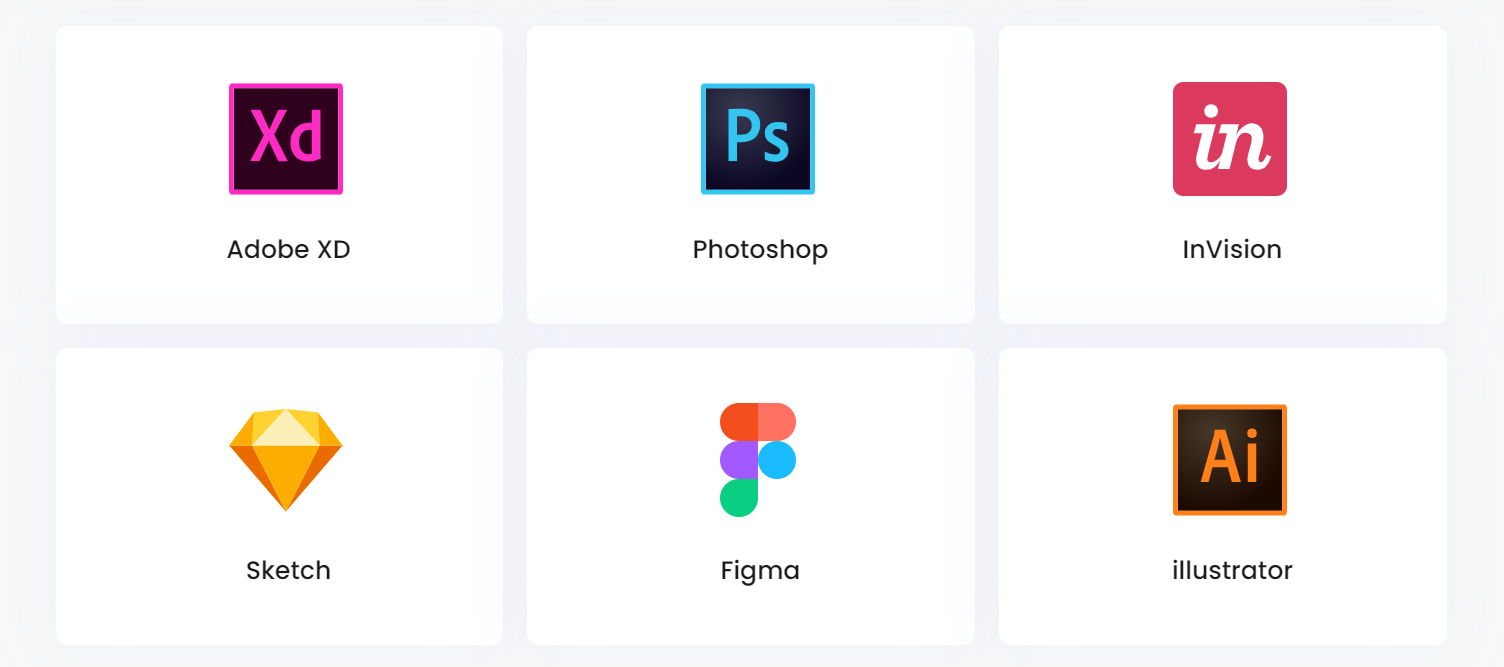 Xd
Ps
in
Adobe XD
Photoshop
InVision
Ai
Sketch
Figma
illustrator